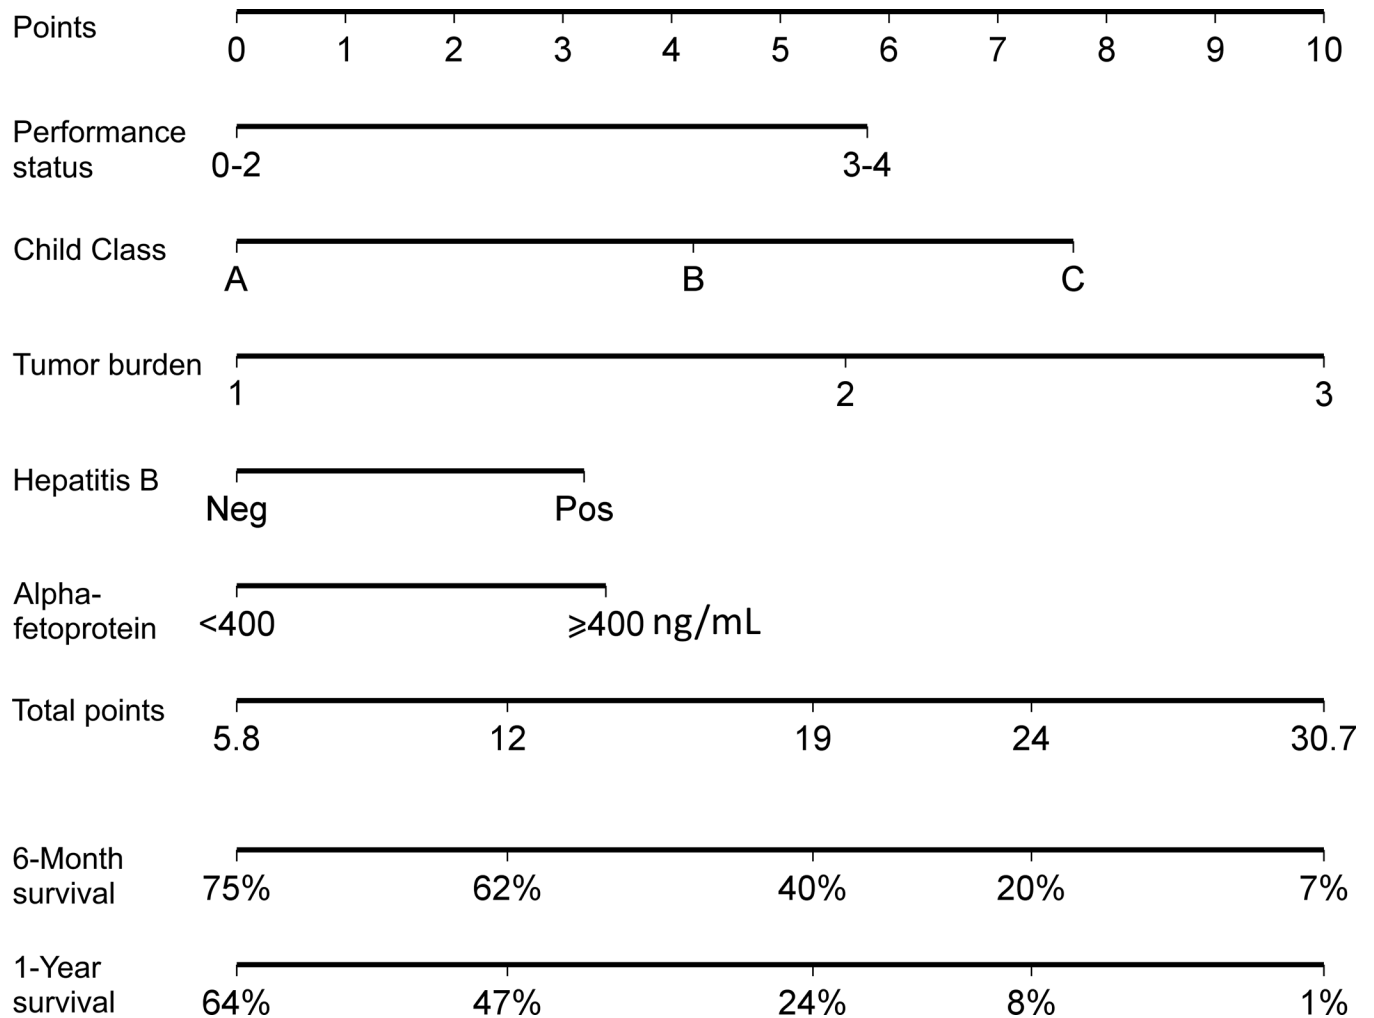 Points
0 1 2 3 4 5 6 7 8 9 10
Performance
status
0-2 3-4
Child Class
A B C
Tumor burden
1 2 3
Hepatitis B
Neg Pos
Alpha-
fetoprotein
<400 ⩾400 ng/mL
Total points
5.8 12 19 24 30.7
6-Month
survival
75% 62% 40% 20% 7%
1-Year
survival
64% 47% 24% 8% 1%